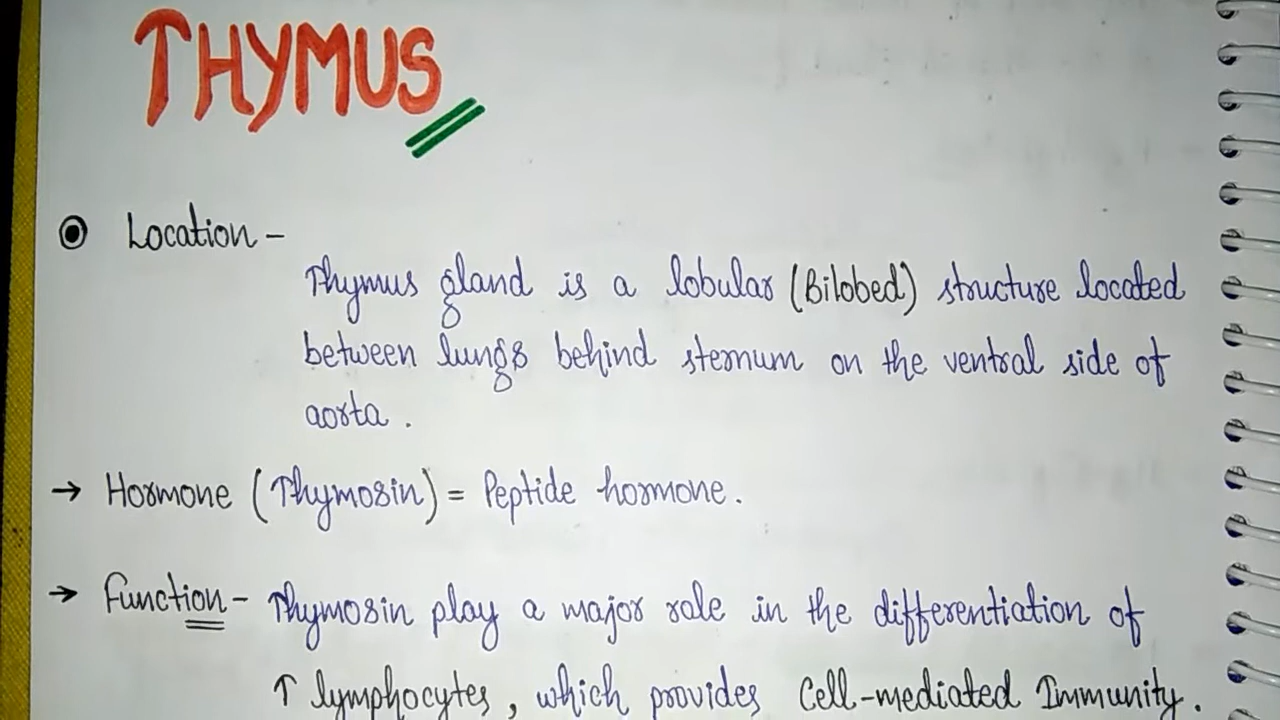 THYMUS
Location -
Thymus gland is a lobular (Bilobed) structure located
between lungs behind sternum on the ventral side of
aorta .
→ Hormone (Thymosin) = Peptide hormone .
→ Function - Thymosin play a major role in the differentiation of
T lymphocytes , which provides Cell-mediated Immunity .